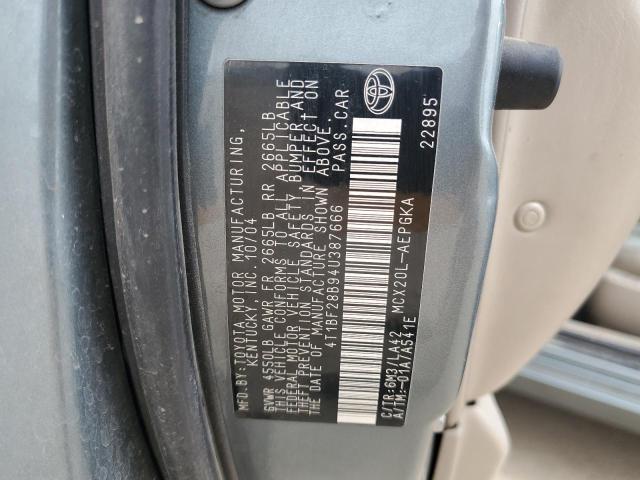 MFD. BY: TOYOTA MOTOR MANUFACTURING,
KENTUCKY, INC. 10/04
GVWR 4550LB GAWR FR 2665LB RR 2665LB
THIS VEHICLE CONFORMS TO ALL APPLICABLE
FEDERAL MOTOR VEHICLE SAFETY, BUMPER, AND
THEFT PREVENTION STANDARDS IN EFFECT ON
THE DATE OF MANUFACTURE SHOWN ABOVE.
4T1BF28B94U387666 PASS. CAR
C/TR: 6M3/LA42 MCX20L-AEPGKA
A/TM: -01A/A541E 22895